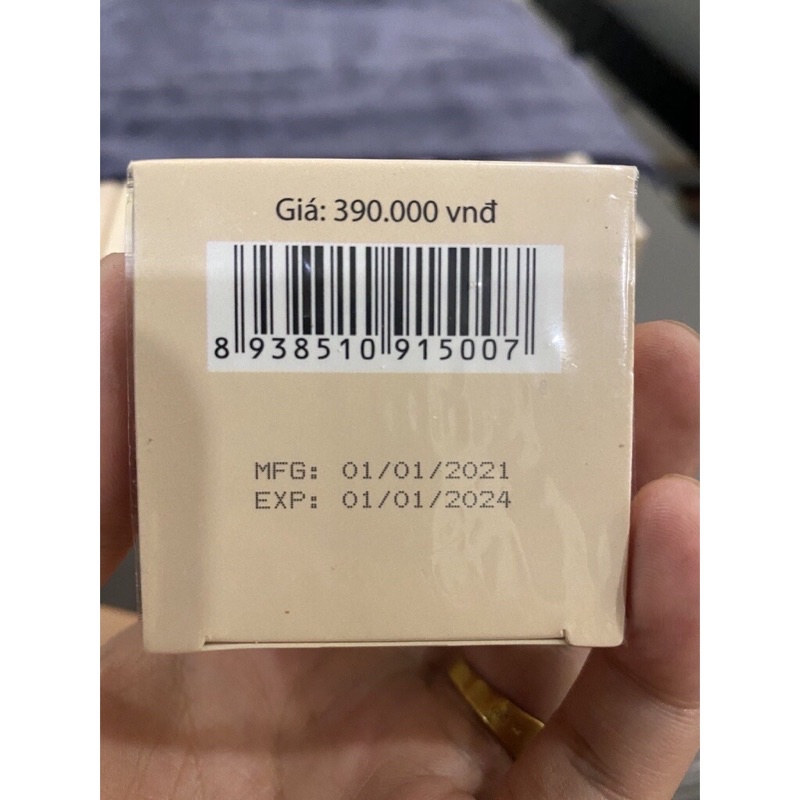 Giá: 390.000 vnđ
8 938510 915007
MFG: 01/01/2021
EXP: 01/01/2024